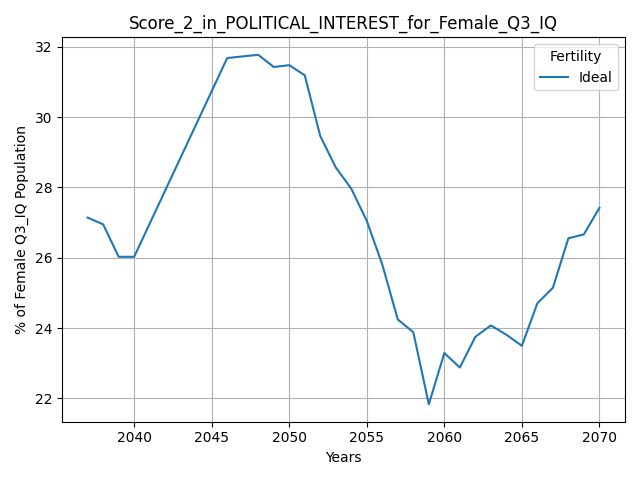 Score_2_in_POLITICAL_INTEREST_for_Female_Q3_IQ
Fertility
Ideal
% of Female Q3_IQ Population
32
30
28
26
24
22
2040 2045 2050 2055 2060 2065 2070
Years